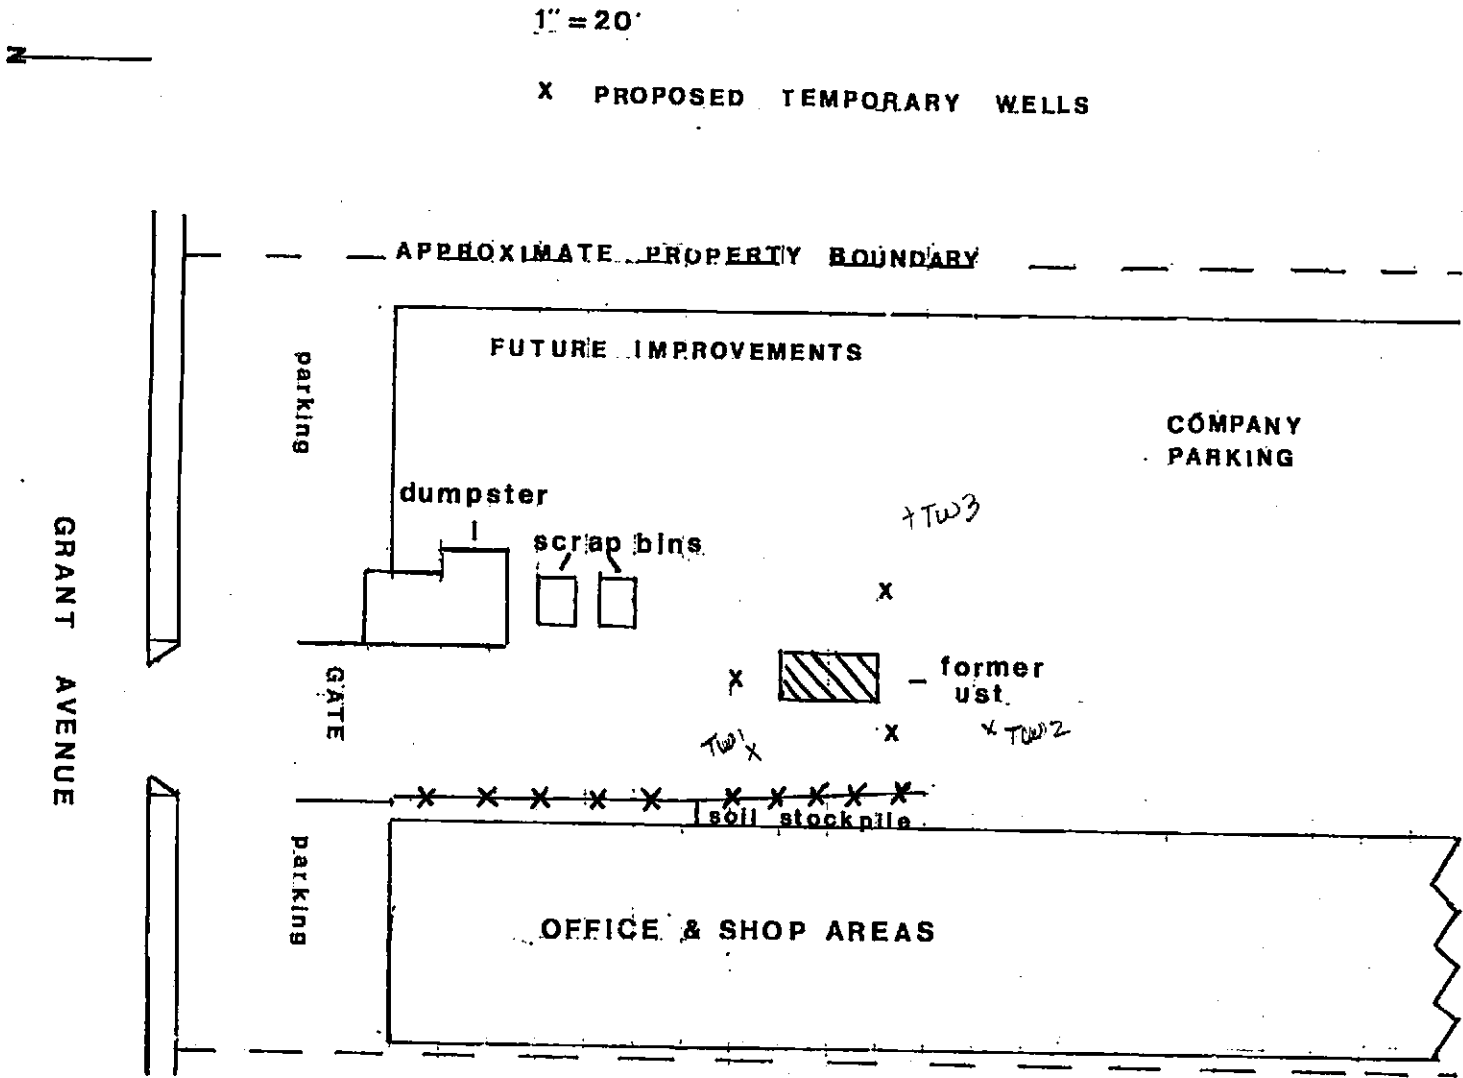 1" = 20'
N
X PROPOSED TEMPORARY WELLS
APPROXIMATE PROPERTY BOUNDARY
FUTURE IMPROVEMENTS
parking
COMPANY
PARKING
dumpster
scrap bins
+ TW3
X
GRANT AVENUE
GATE
X
former
ust.
X
x TW2
TW1 x
X X X X X X X X X X
soil stockpile
parking
OFFICE & SHOP AREAS